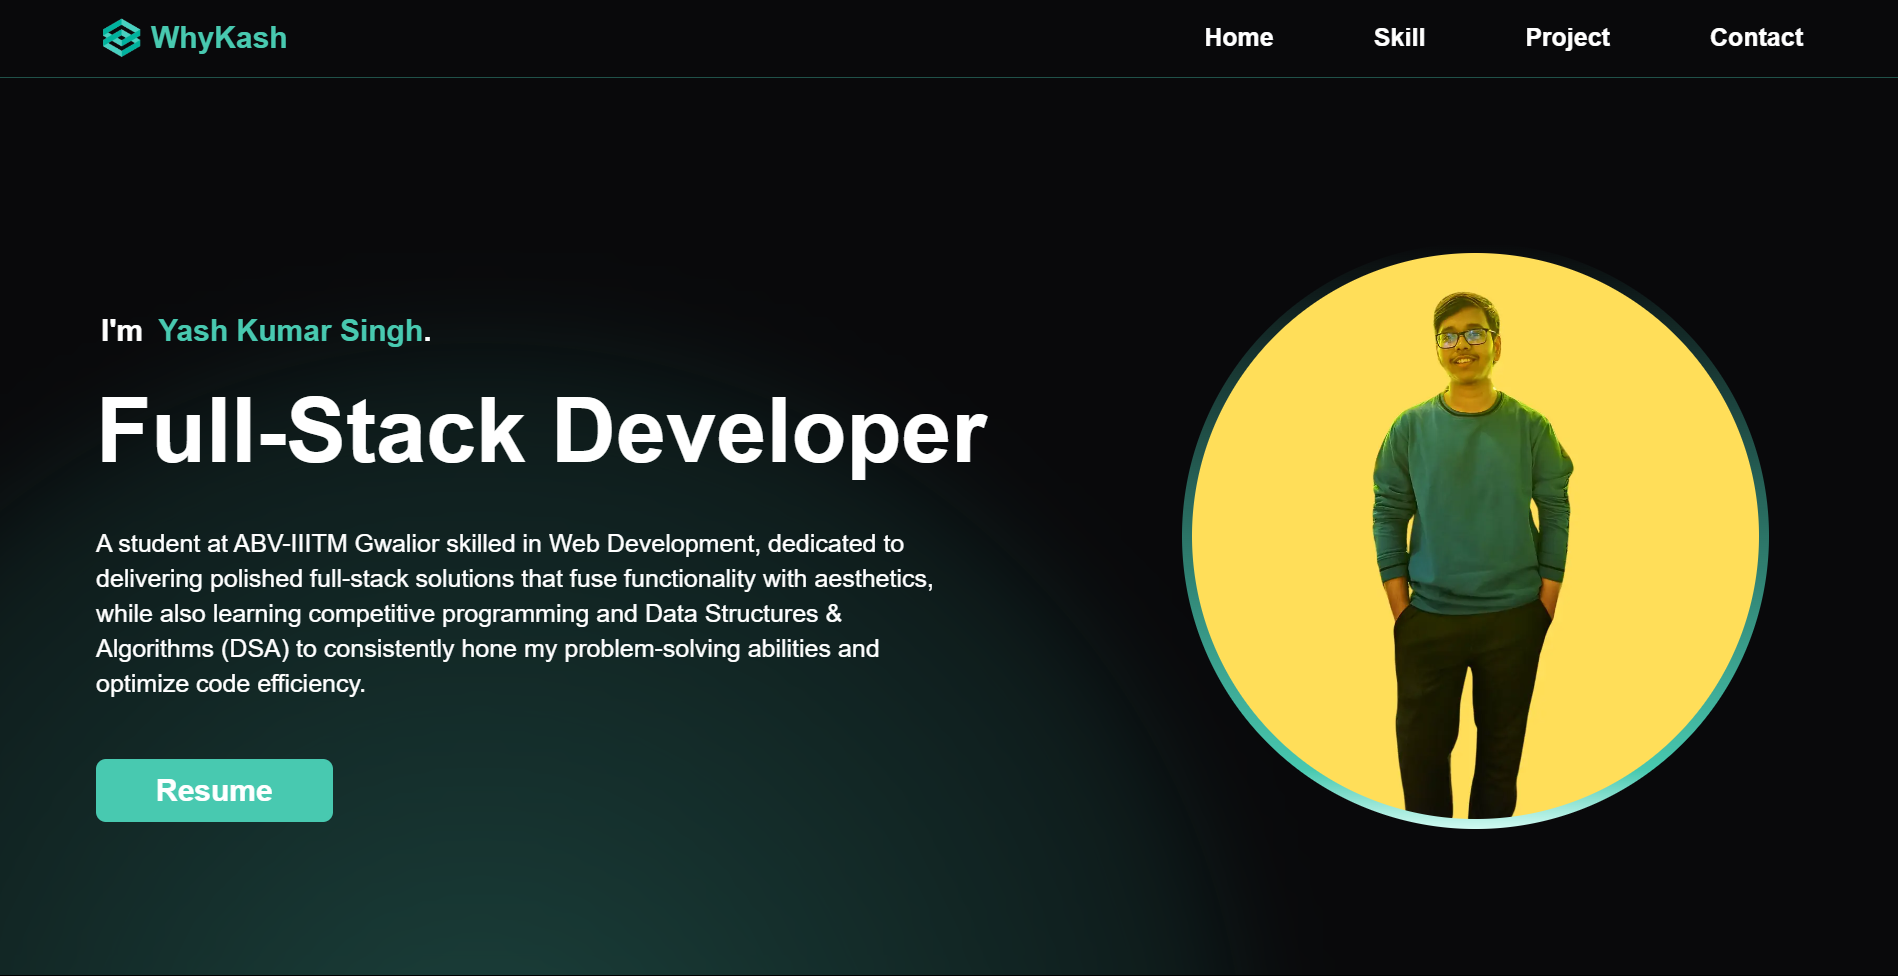 WhyKash
Home Skill Project Contact
I'm Yash Kumar Singh.
Full-Stack Developer
A student at ABV-IIITM Gwalior skilled in Web Development, dedicated to
delivering polished full-stack solutions that fuse functionality with aesthetics,
while also learning competitive programming and Data Structures &
Algorithms (DSA) to consistently hone my problem-solving abilities and
optimize code efficiency.
Resume